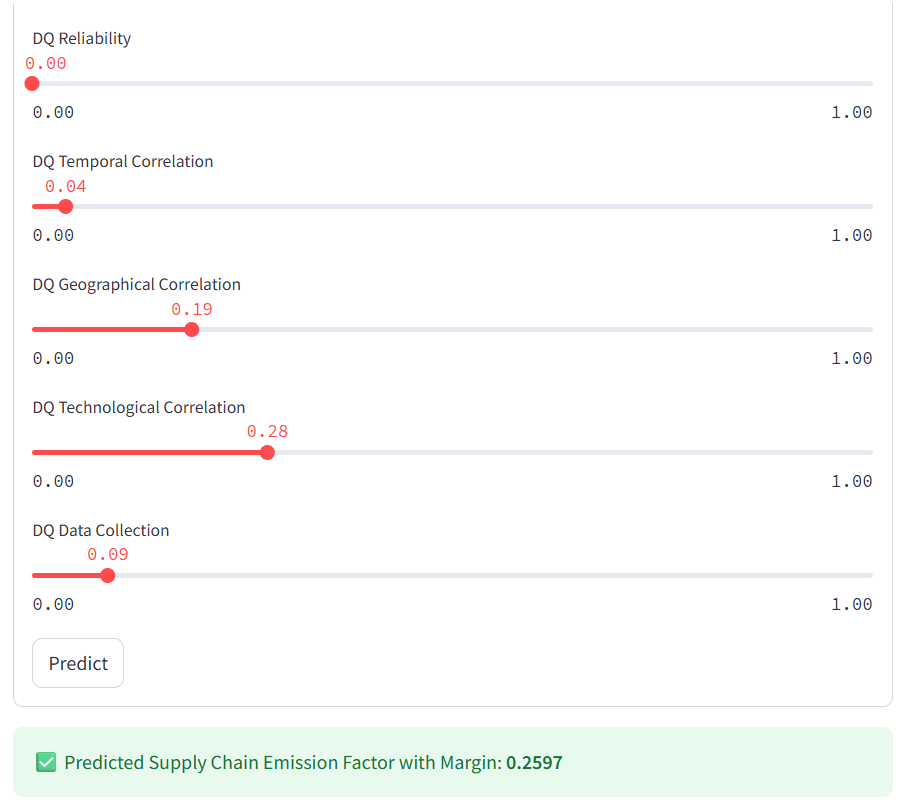 DQ Reliability
0.00
0.00 1.00
DQ Temporal Correlation
0.04
0.00 1.00
DQ Geographical Correlation
0.19
0.00 1.00
DQ Technological Correlation
0.28
0.00 1.00
DQ Data Collection
0.09
0.00 1.00
Predict
✅ Predicted Supply Chain Emission Factor with Margin: 0.2597